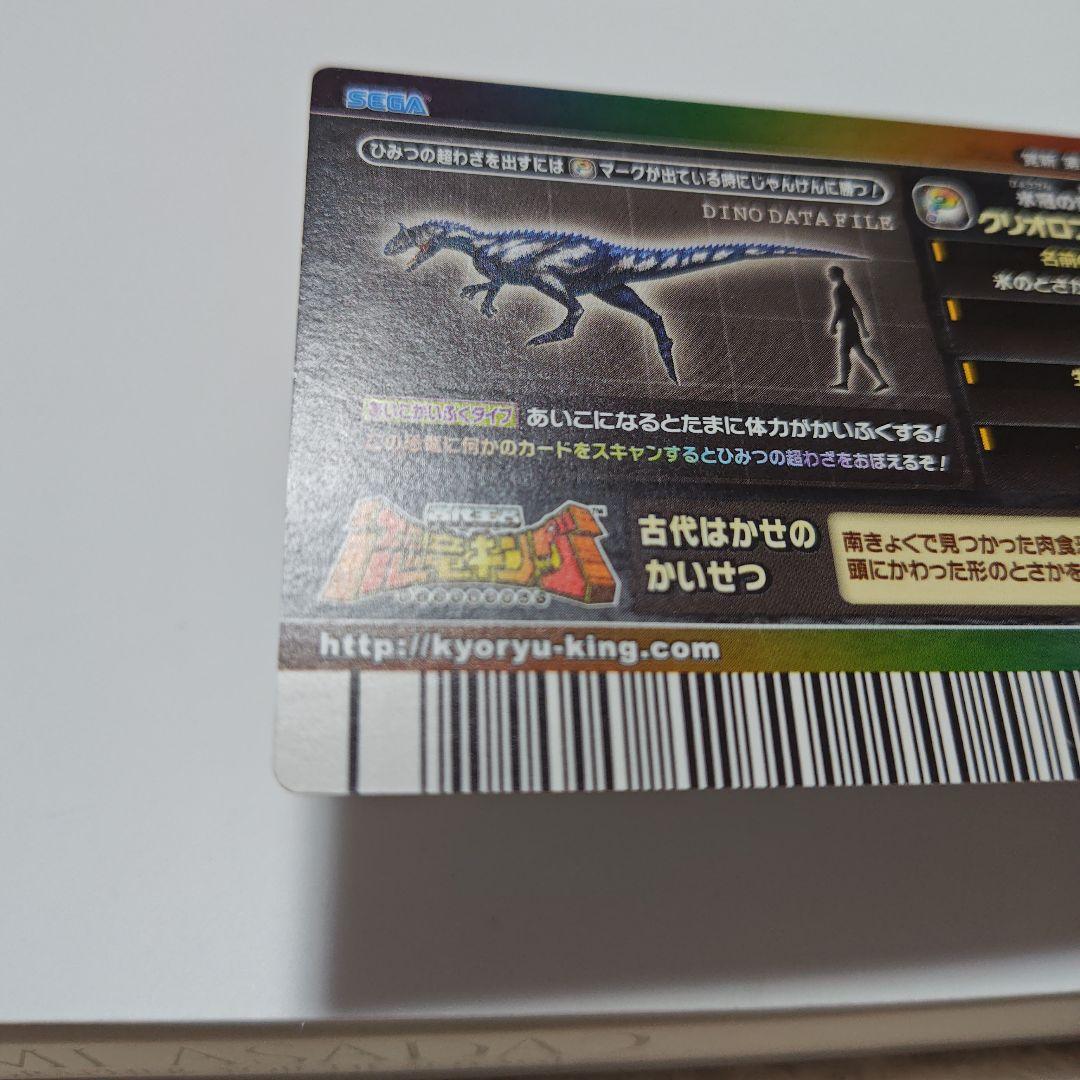 SEGA
ひみつの超わざを出すには マークが出ている時にじゃんけんに勝つ!
DINO DATA FILE
クリオロフ
名前
氷のとさか
あいこかいふくタイプ あいこになるとたまに体力がかいふくする!
この恐竜に何かのカードをスキャンするとひみつの超わざをおぼえるぞ!
古代王者
恐竜キング
古代はかせの
かいせつ
南きょくで見つかった肉食
頭にかわった形のとさかを
http://kyoryu-king.com